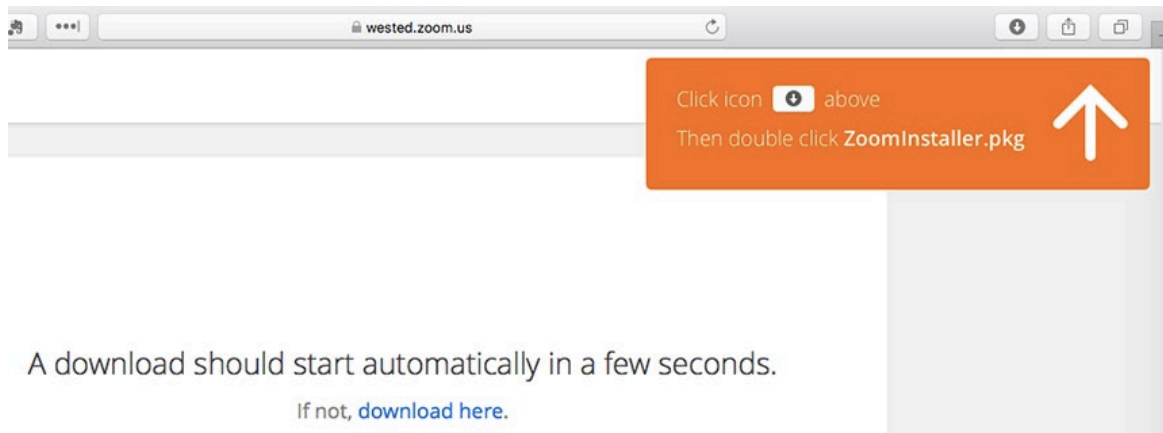 wested.zoom.us
Click icon above
Then double click ZoomInstaller.pkg
A download should start automatically in a few seconds.
If not, download here.